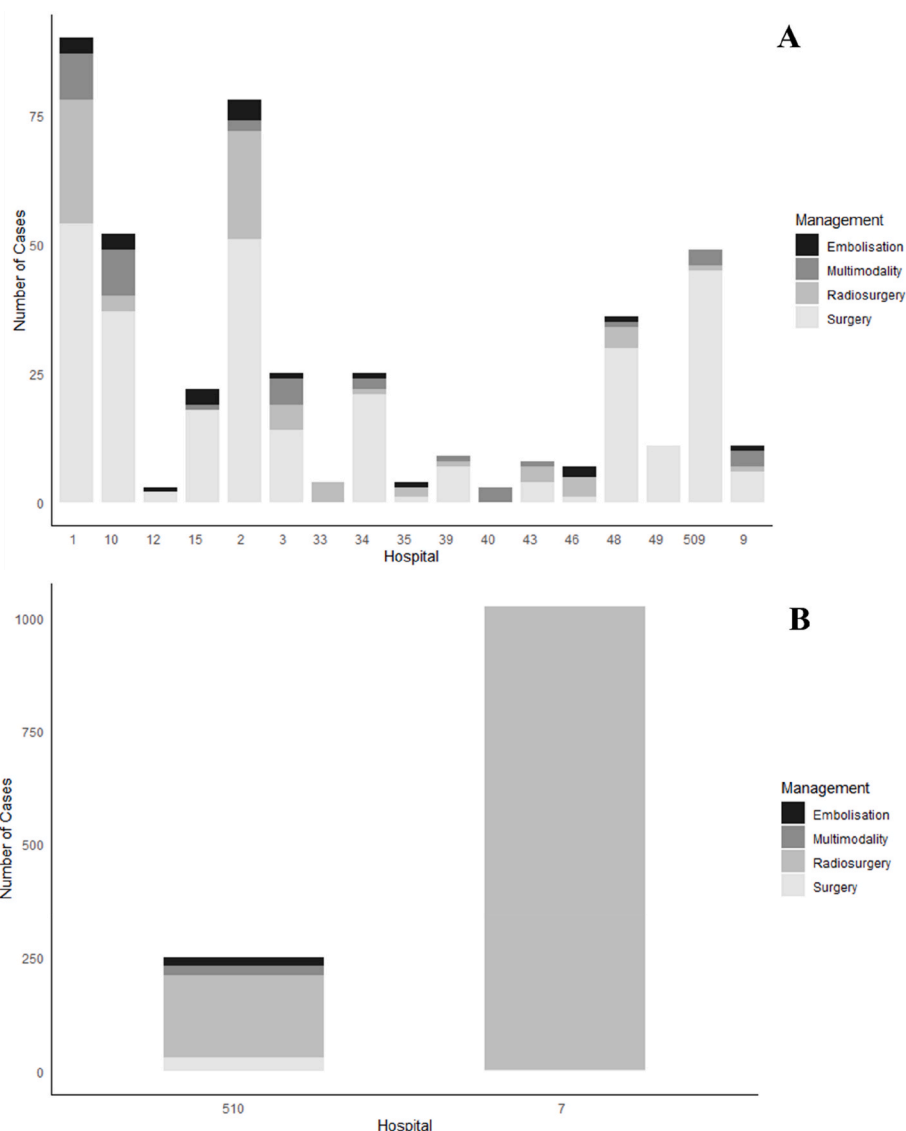 A
75
50
25
0
Number of Cases
1 10 12 15 2 3 33 34 35 39 40 43 46 48 49 509 9
Hospital
Management
Embolisation
Multimodality
Radiosurgery
Surgery
B
1000
750
500
250
0
Number of Cases
510 7
Hospital
Management
Embolisation
Multimodality
Radiosurgery
Surgery